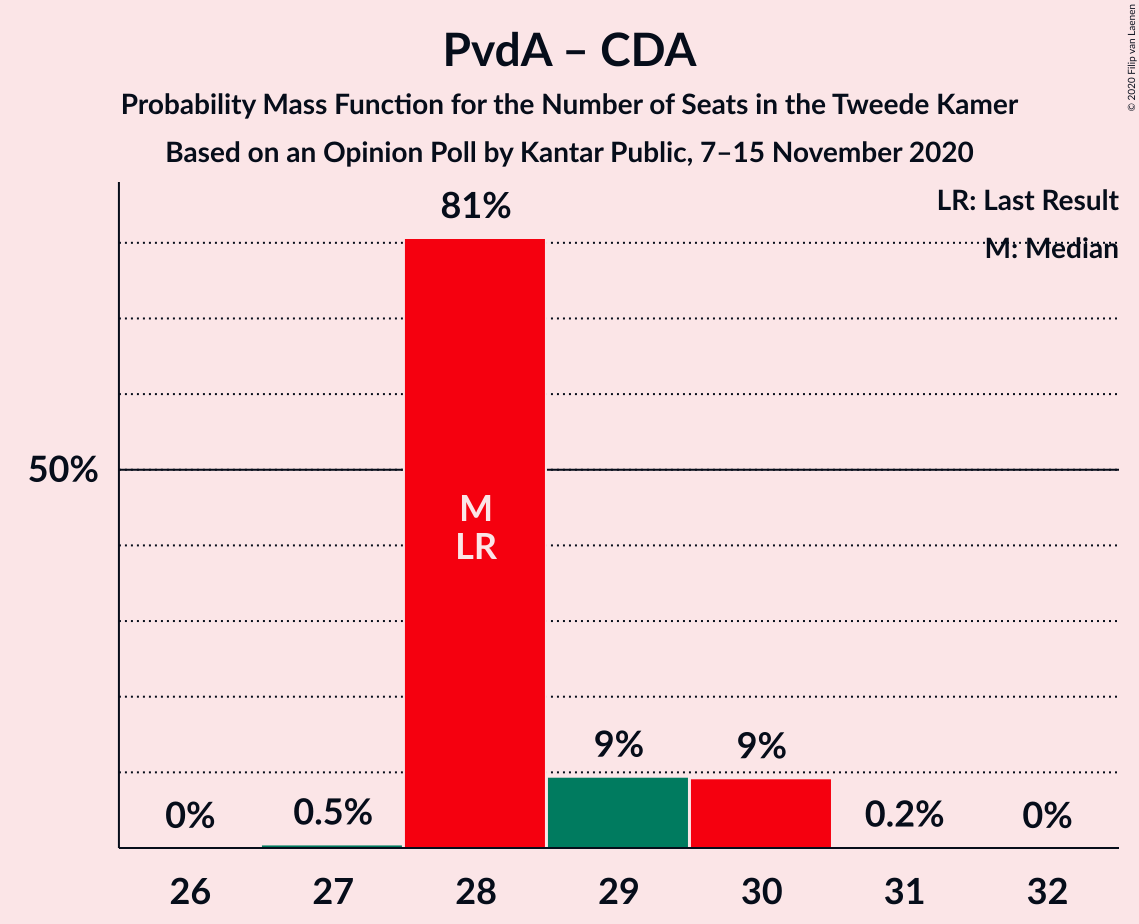 PvdA – CDA
Probability Mass Function for the Number of Seats in the Tweede Kamer
Based on an Opinion Poll by Kantar Public, 7–15 November 2020
© 2020 Filip van Laenen
LR: Last Result
M: Median
50%
0%
0.5%
81%
9%
9%
0.2%
0%
M
LR
26
27
28
29
30
31
32